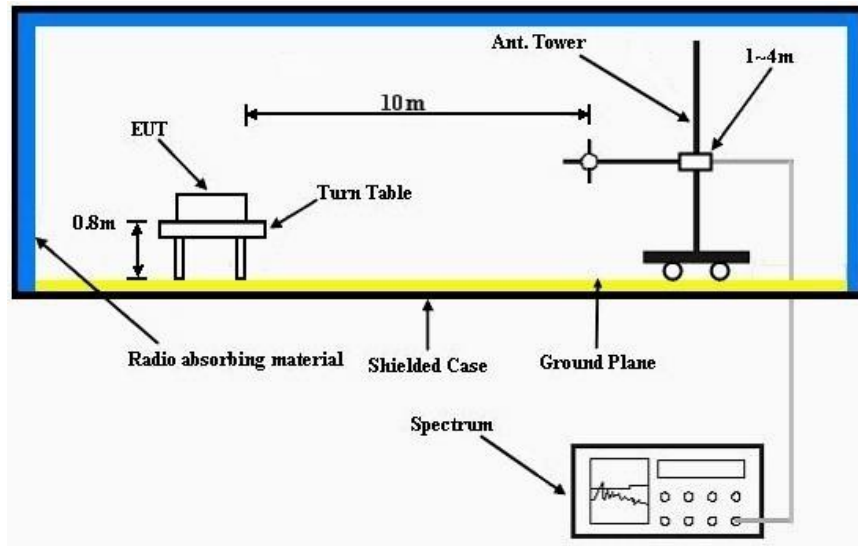 Ant. Tower
1~4m
10m
EUT
Turn Table
0.8m
Radio absorbing material
Shielded Case
Ground Plane
Spectrum